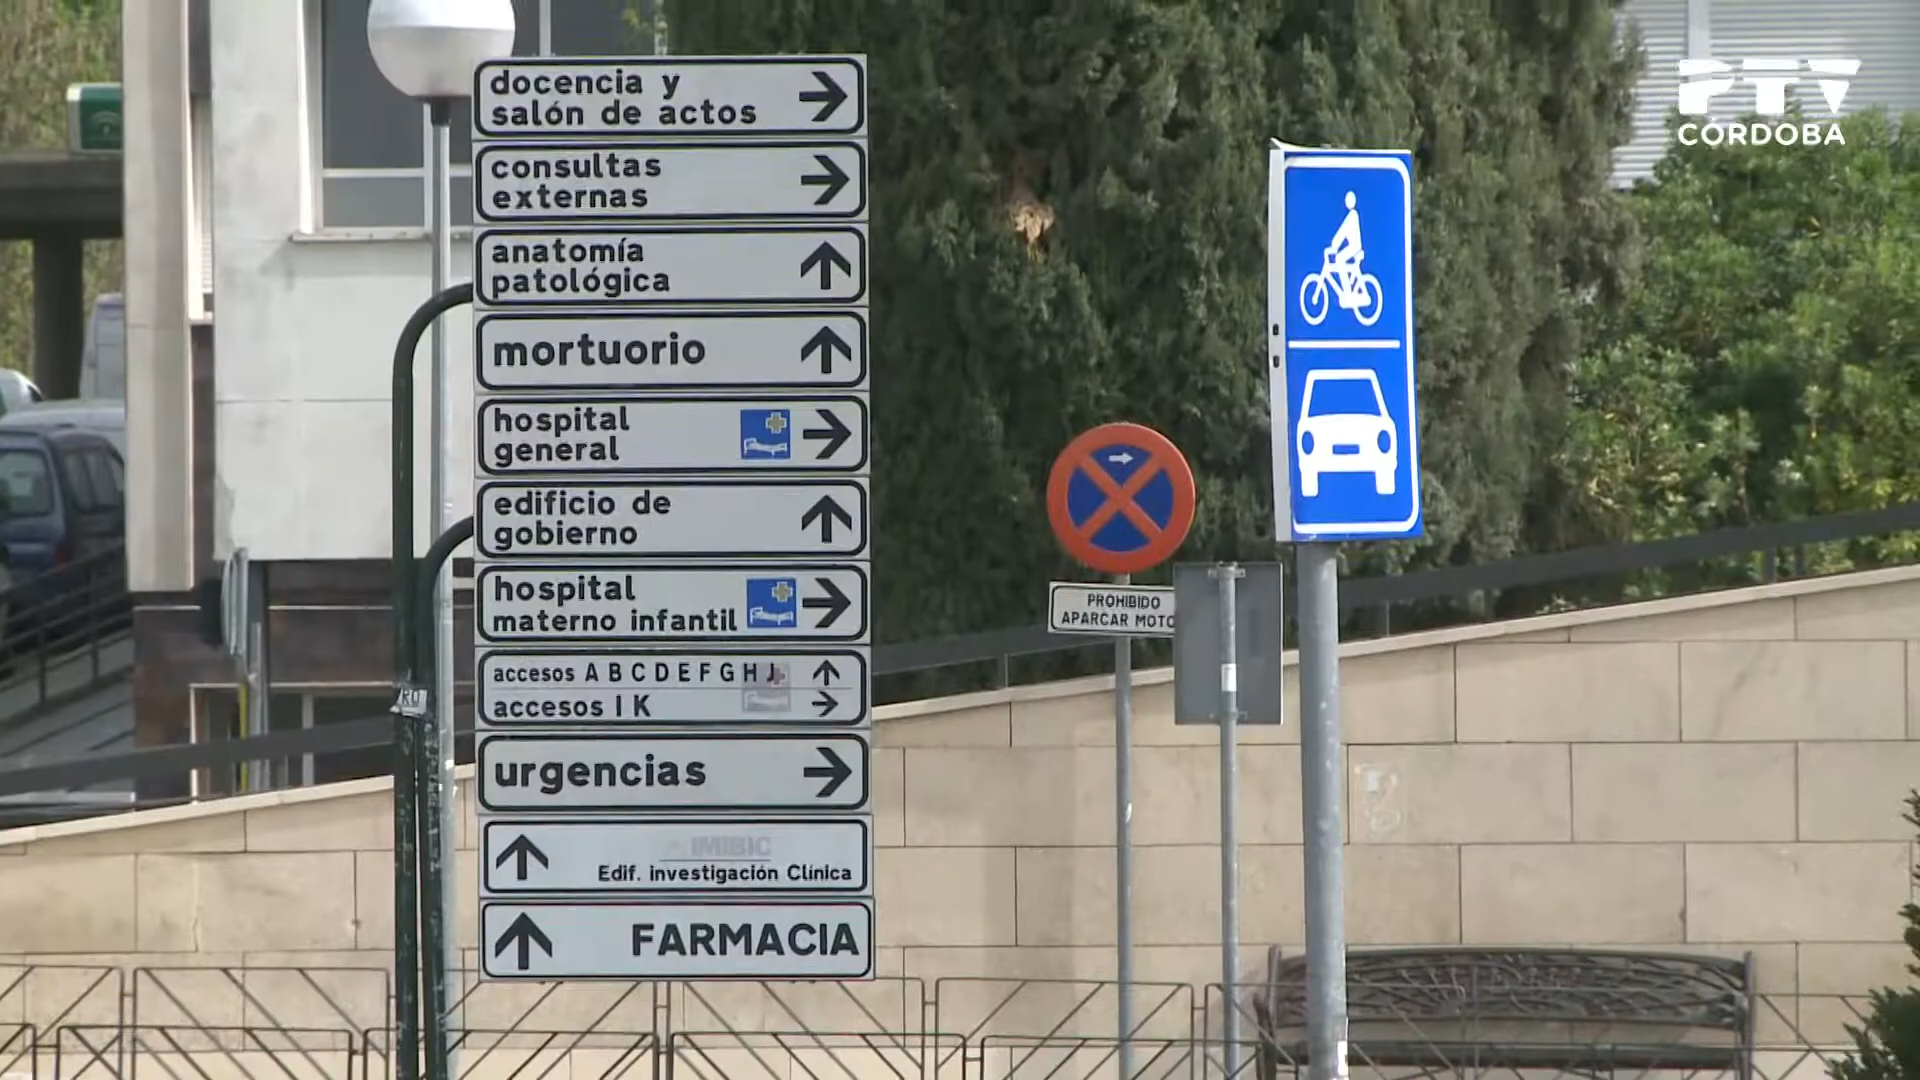 docencia y
salón de actos
consultas
externas
anatomía
patológica
mortuorio
hospital
general
edificio de
gobierno
hospital
materno infantil
accesos A B C D E F G H J
accesos I K
urgencias
IMIBIC
Edif. investigación Clínica
FARMACIA
PROHIBIDO
APARCAR MOTO
PTV
CÓRDOBA